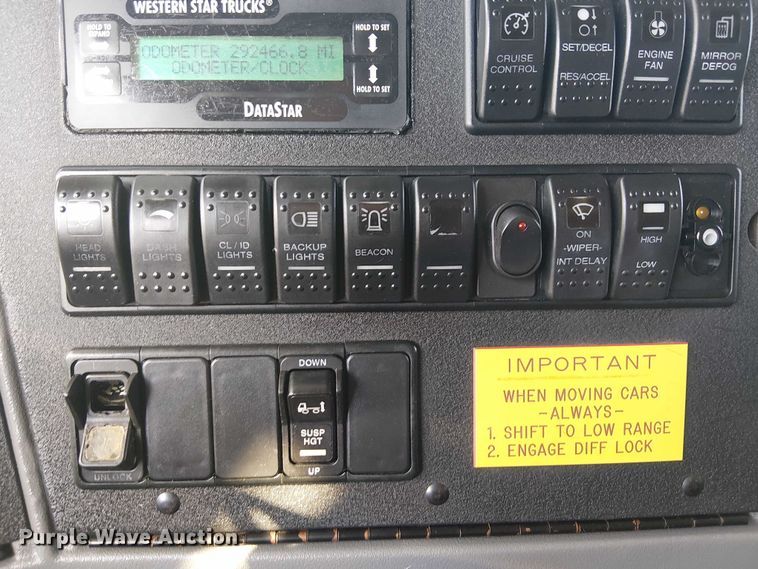 WESTERN STAR TRUCKS®
HOLD TO EXPAND
HOLD TO SET
ODOMETER 292466.8 MI
ODOMETER/CLOCK
HOLD TO SET
DATASTAR
CRUISE CONTROL
SET/DECEL
RES/ACCEL
ENGINE FAN
MIRROR DEFOG
HEAD LIGHTS
DASH LIGHTS
CL/ID LIGHTS
BACKUP LIGHTS
BEACON
ON
-WIPER-
INT DELAY
HIGH
LOW
UNLOCK
DOWN
SUSP
HGT
UP
IMPORTANT
WHEN MOVING CARS
-ALWAYS-
1. SHIFT TO LOW RANGE
2. ENGAGE DIFF LOCK
Purple Wave Auction